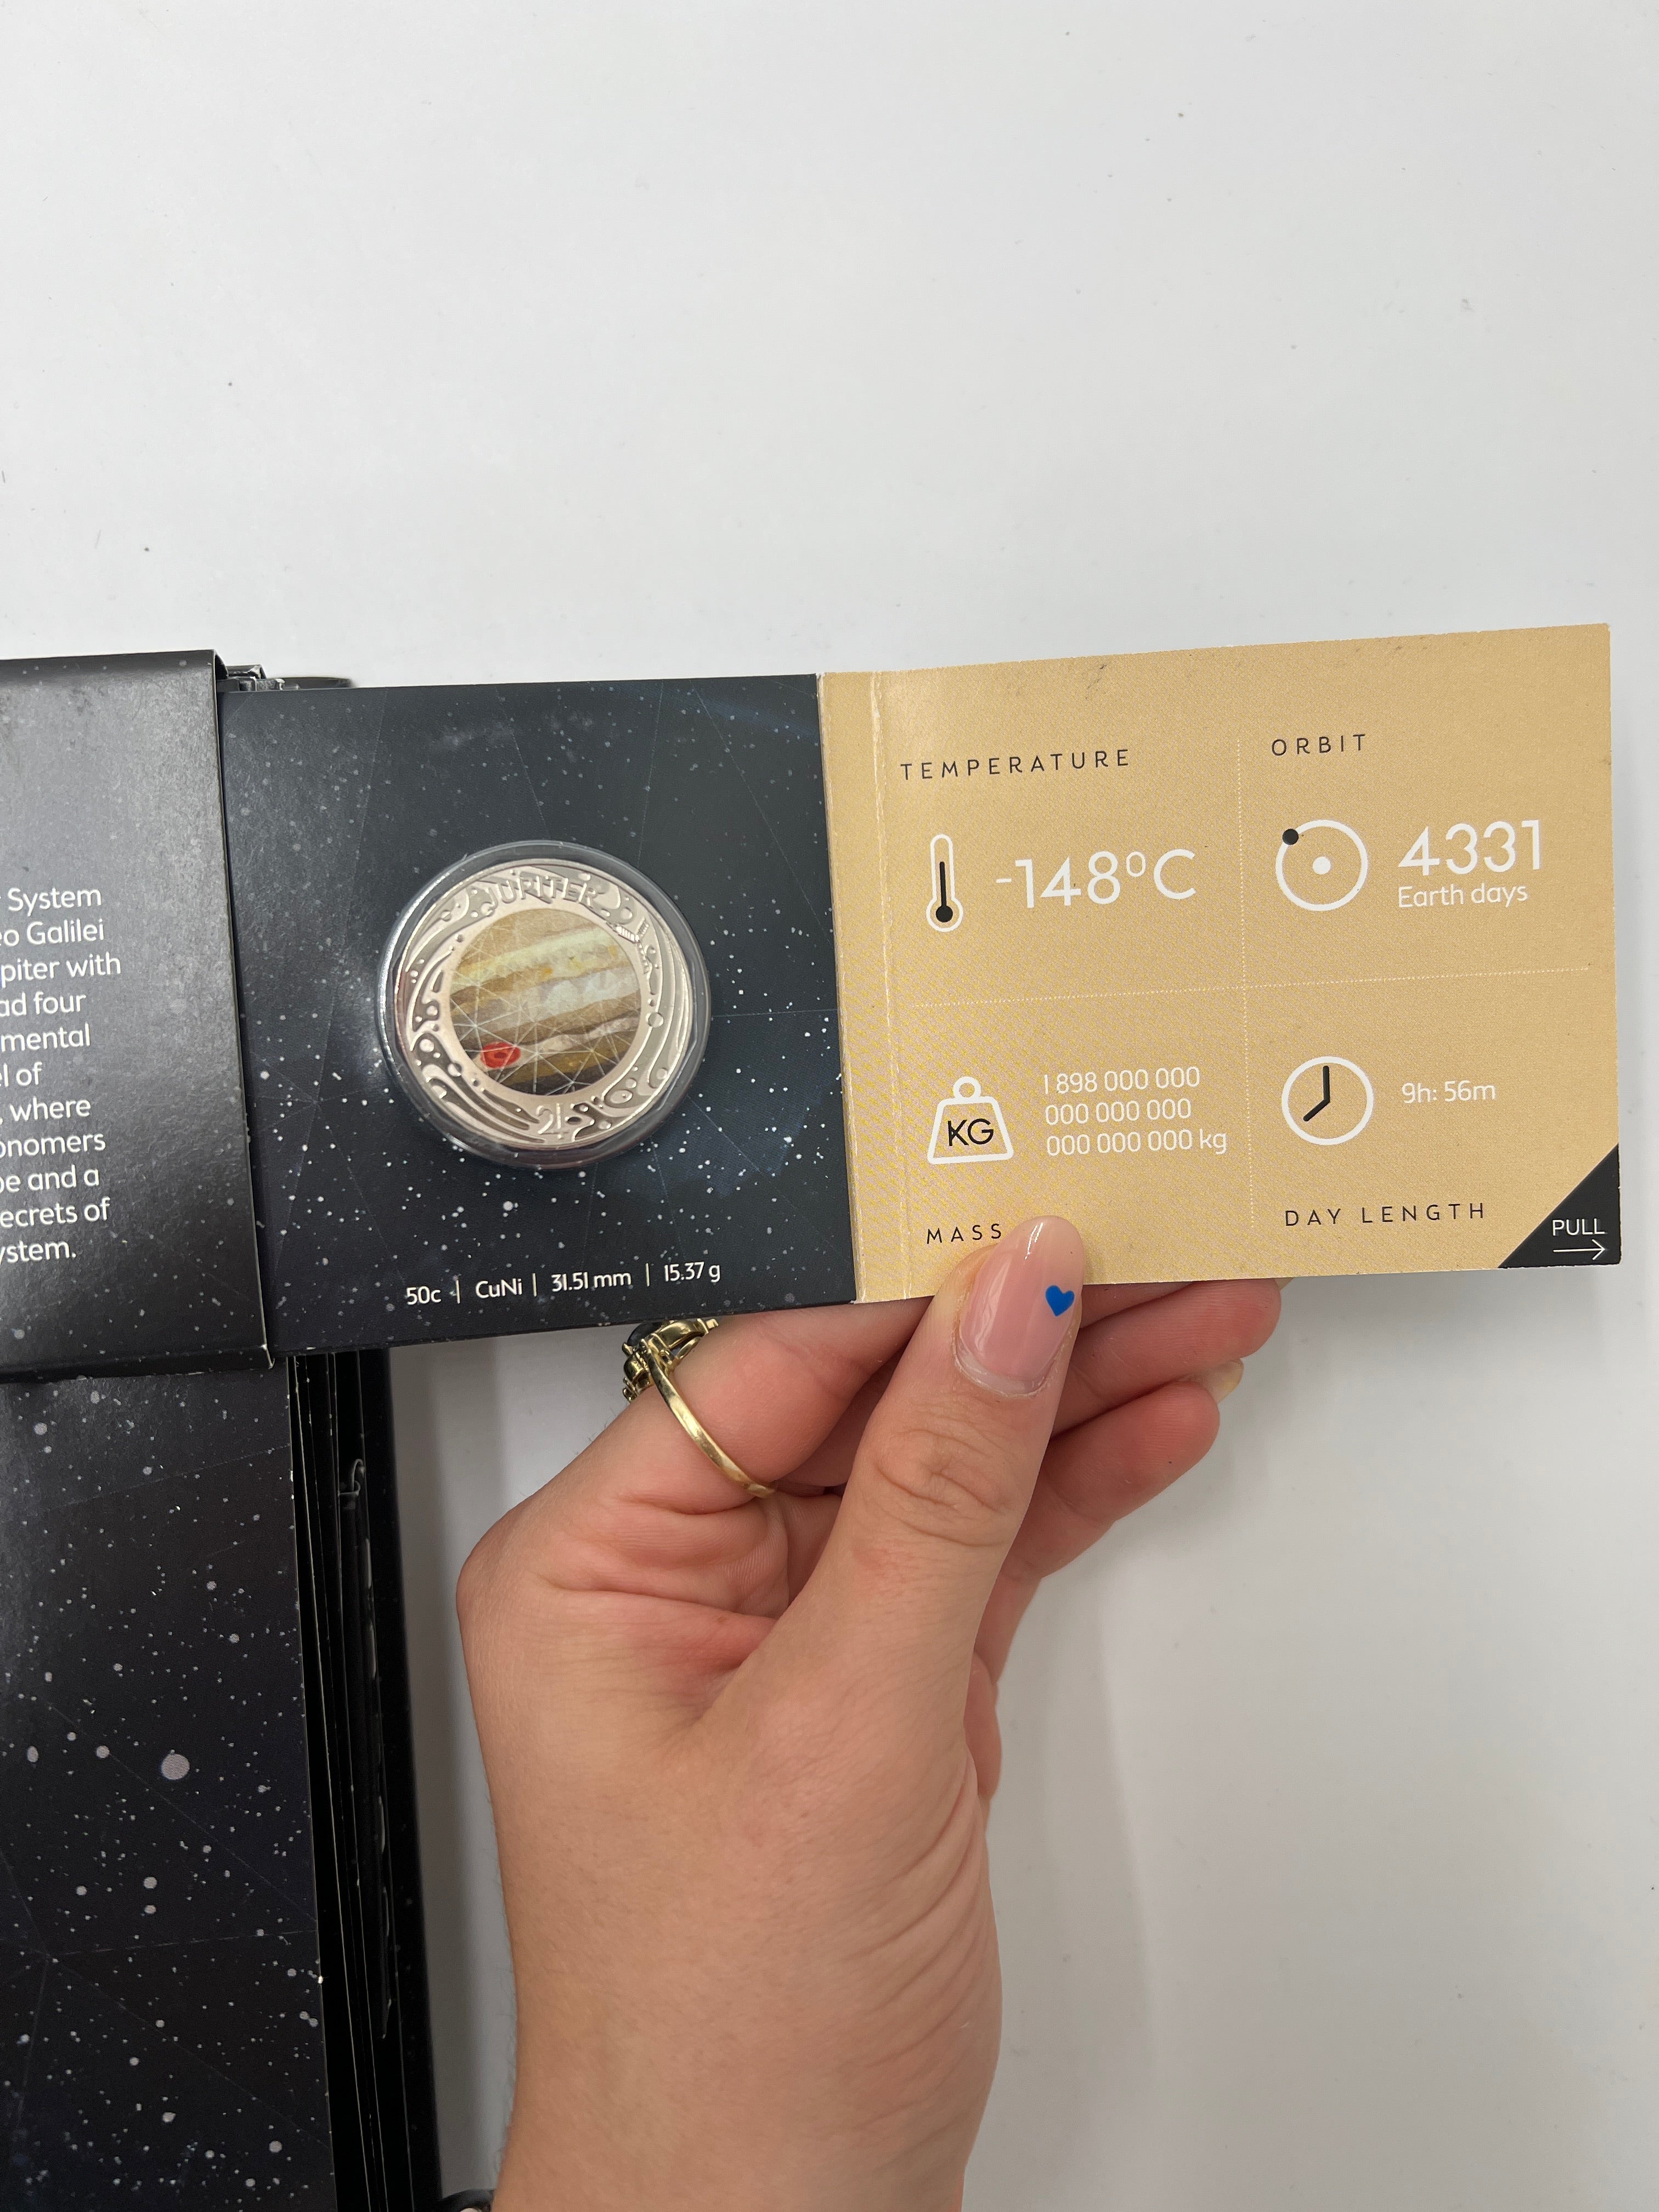 System
eo Galilei
piter with
ad four
mental
l of
, where
onomers
be and a
ecrets of
ystem.
JUPITER
50c | CuNi | 31.51 mm | 15.37 g
TEMPERATURE
-148°C
ORBIT
4331
Earth days
KG
1 898 000 000
000 000 000
000 000 000 kg
MASS
9h: 56m
DAY LENGTH
PULL